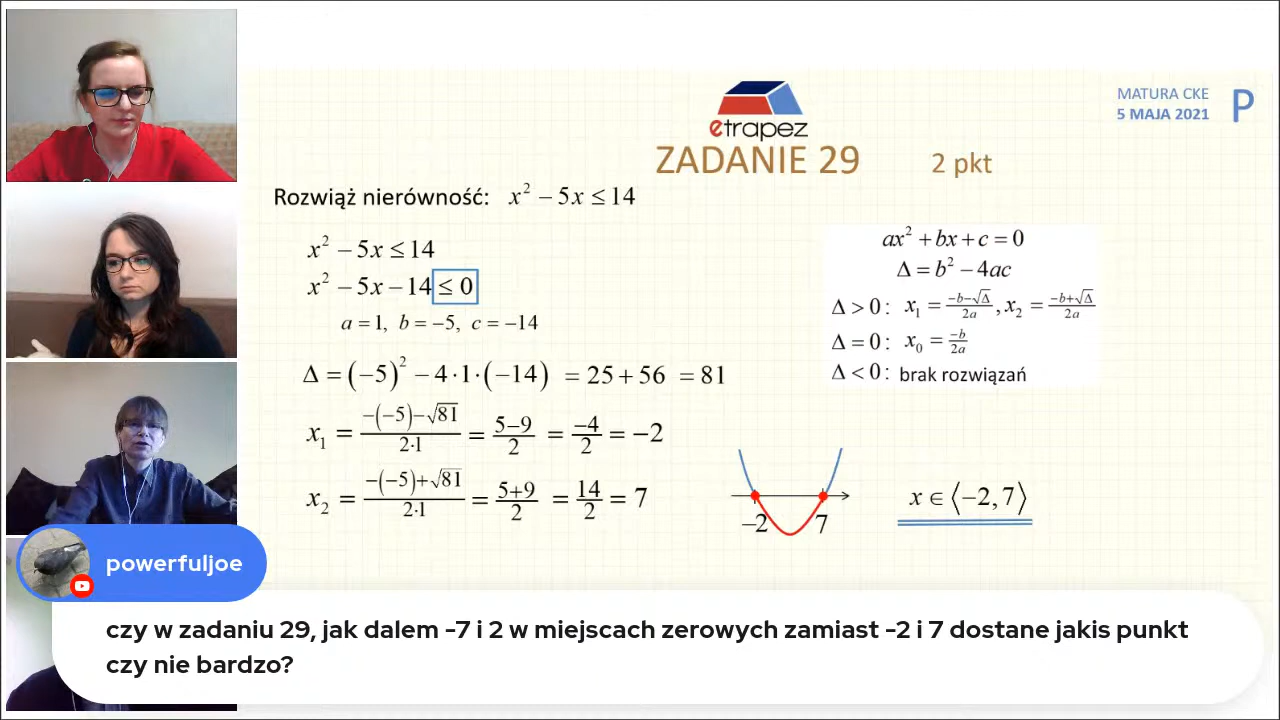 etrapez
MATURA CKE
5 MAJA 2021
P
ZADANIE 29
2 pkt
Rozwiąż nierówność: x² − 5x ≤ 14
x² − 5x ≤ 14
x² − 5x − 14 ≤ 0
a = 1, b = −5, c = −14
Δ = (−5)² − 4·1·(−14) = 25 + 56 = 81
x₁ = −(−5)−√81 / 2·1 = 5−9 / 2 = −4 / 2 = −2
x₂ = −(−5)+√81 / 2·1 = 5+9 / 2 = 14 / 2 = 7
ax² + bx + c = 0
Δ = b² − 4ac
Δ > 0 : x₁ = −b−√Δ / 2a , x₂ = −b+√Δ / 2a
Δ = 0 : x₀ = −b / 2a
Δ < 0 : brak rozwiązań
−2 7
x ∈ ⟨−2, 7⟩
powerfuljoe
czy w zadaniu 29, jak dalem -7 i 2 w miejscach zerowych zamiast -2 i 7 dostane jakis punkt
czy nie bardzo?